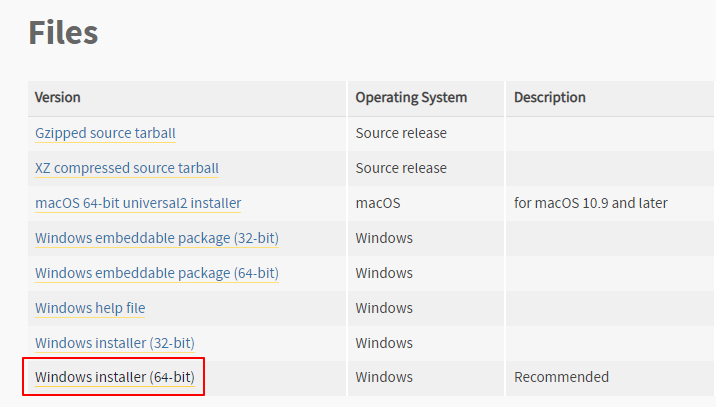 Files
Version Operating System Description
Gzipped source tarball Source release
XZ compressed source tarball Source release
macOS 64-bit universal2 installer macOS for macOS 10.9 and later
Windows embeddable package (32-bit) Windows
Windows embeddable package (64-bit) Windows
Windows help file Windows
Windows installer (32-bit) Windows
Windows installer (64-bit) Windows Recommended